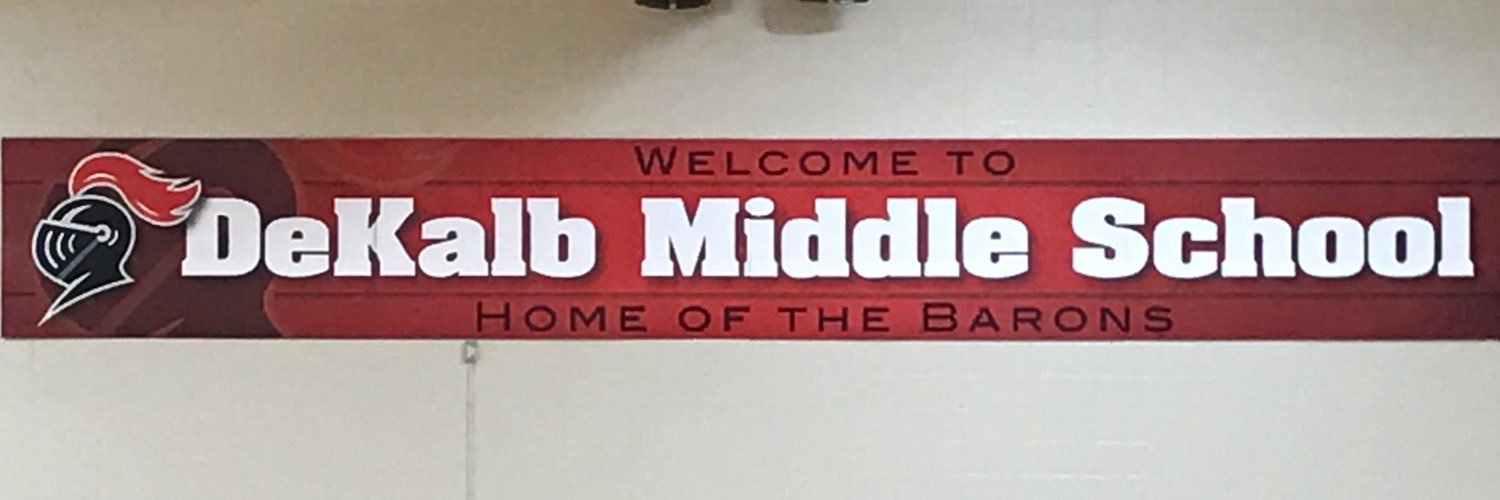 WELCOME TO
DeKalb Middle School
HOME OF THE BARONS